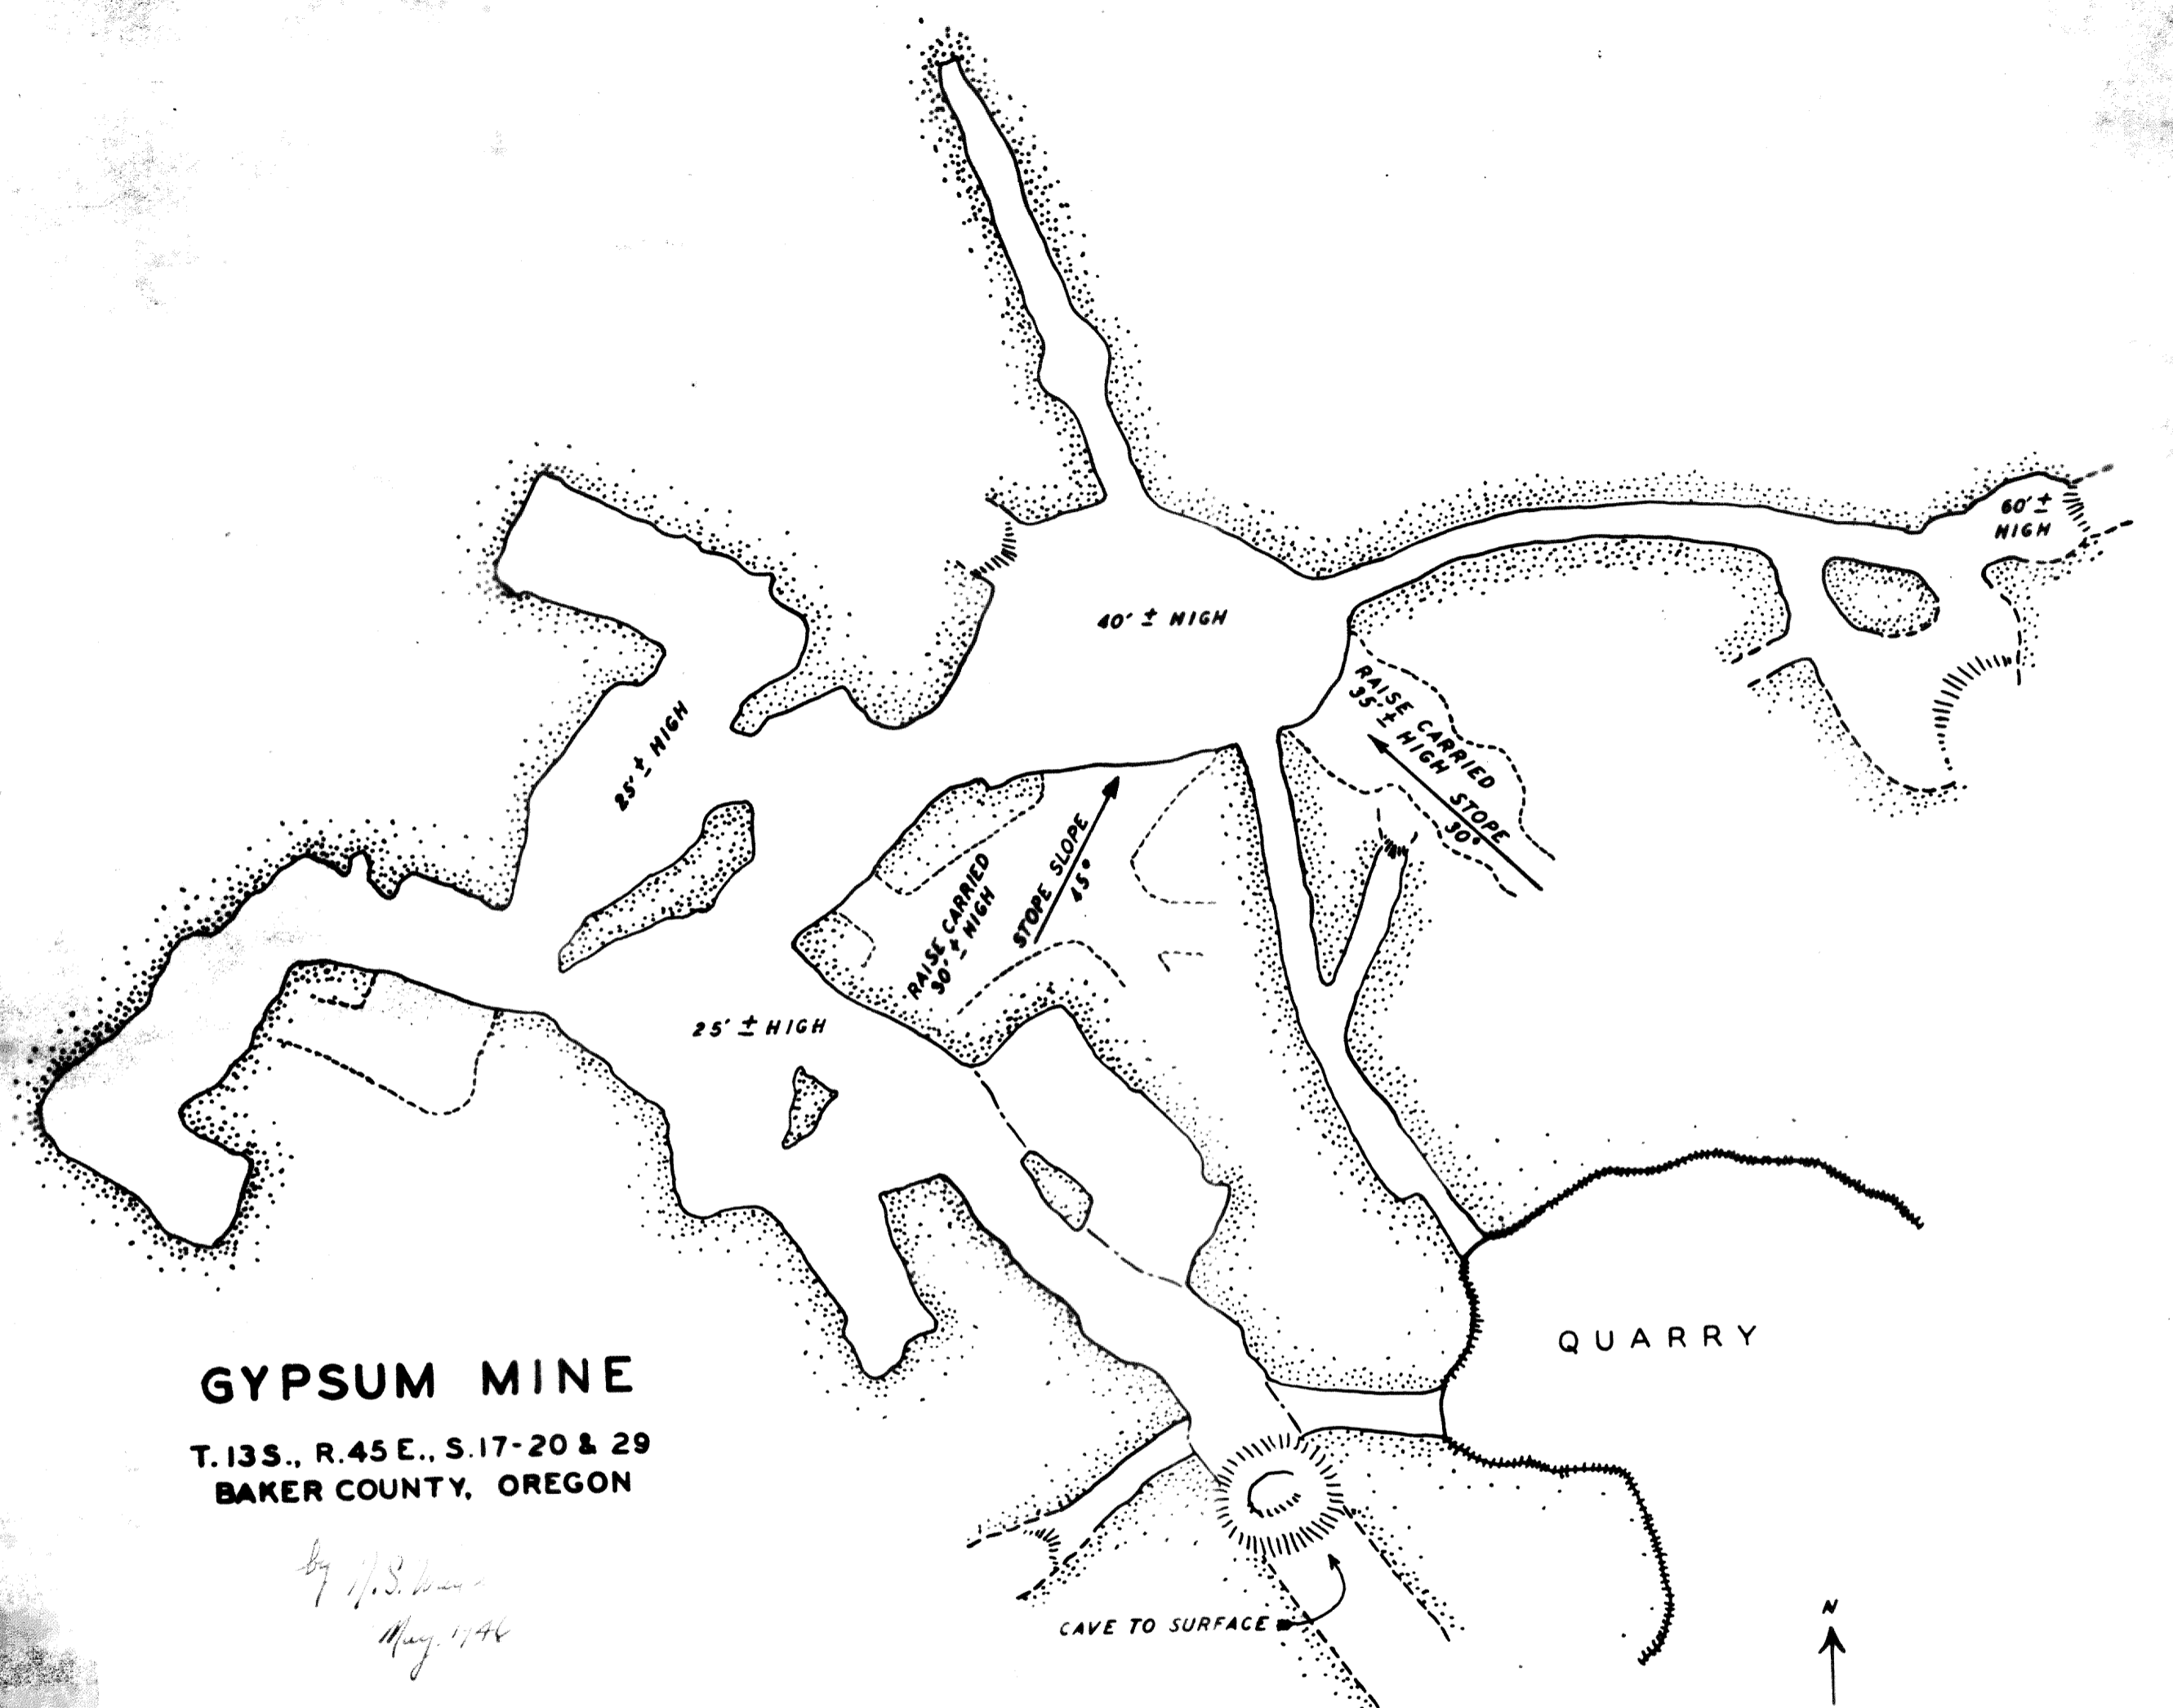 60' ±
HIGH
40' ± HIGH
RAISE CARRIED
35' ± HIGH STOPE
30°
25' ± HIGH
STOPE SLOPE
45°
RAISE CARRIED
30' ± HIGH
25' ± HIGH
QUARRY
GYPSUM MINE
T.13S., R.45E., S.17-20 & 29
BAKER COUNTY, OREGON
by
May,
CAVE TO SURFACE
N